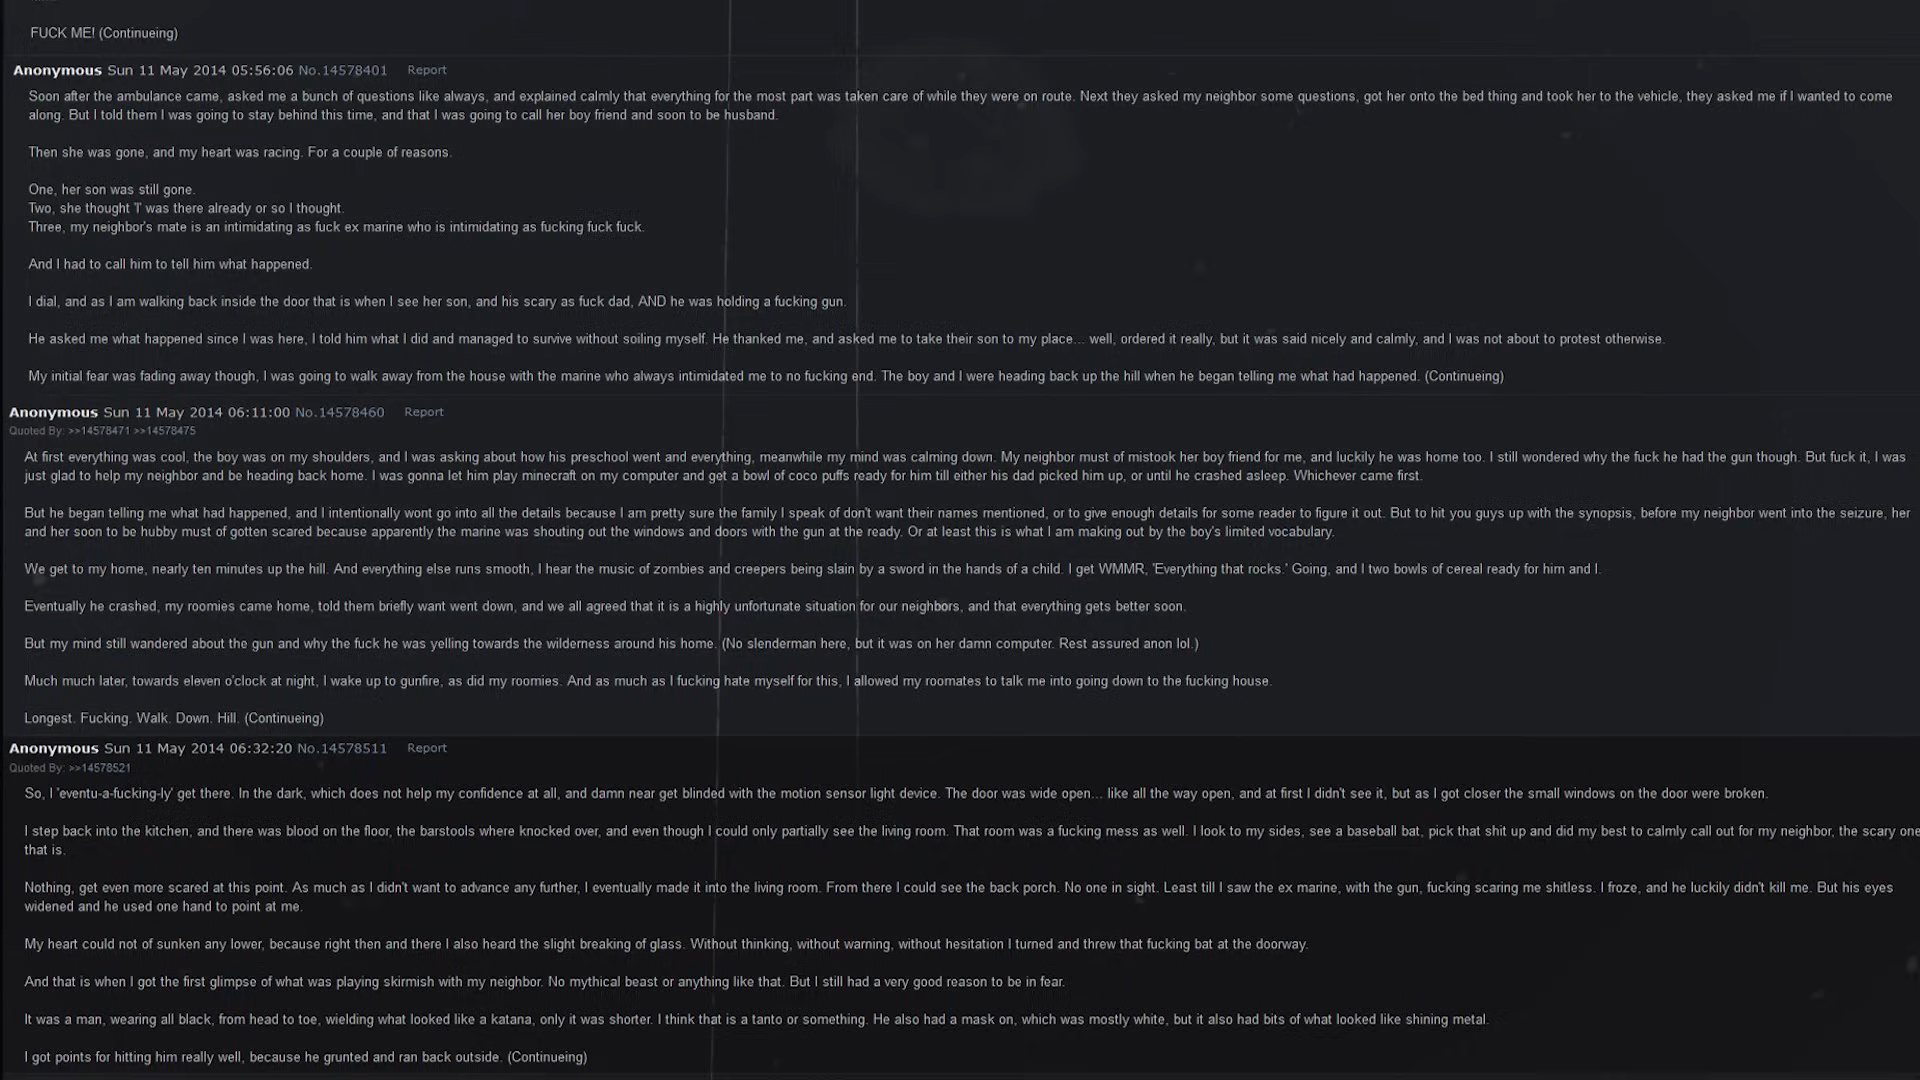 FUCK ME! (Continueing)
Anonymous Sun 11 May 2014 05:56:06 No.14578401 Report
Soon after the ambulance came, asked me a bunch of questions like always, and explained calmly that everything for the most part was taken care of while they were on route. Next they asked my neighbor some questions, got her onto the bed thing and took her to the vehicle, they asked me if I wanted to come
along. But I told them I was going to stay behind this time, and that I was going to call her boy friend and soon to be husband.
Then she was gone, and my heart was racing. For a couple of reasons.
One, her son was still gone.
Two, she thought 'I' was there already or so I thought.
Three, my neighbor's mate is an intimidating as fuck ex marine who is intimidating as fucking fuck fuck.
And I had to call him to tell him what happened.
I dial, and as I am walking back inside the door that is when I see her son, and his scary as fuck dad, AND he was holding a fucking gun.
He asked me what happened since I was here, I told him what I did and managed to survive without soiling myself. He thanked me, and asked me to take their son to my place... well, ordered it really, but it was said nicely and calmly, and I was not about to protest otherwise.
My initial fear was fading away though, I was going to walk away from the house with the marine who always intimidated me to no fucking end. The boy and I were heading back up the hill when he began telling me what had happened. (Continueing)
Anonymous Sun 11 May 2014 06:11:00 No.14578460 Report
Quoted By: >>14578471 >>14578475
At first everything was cool, the boy was on my shoulders, and I was asking about how his preschool went and everything, meanwhile my mind was calming down. My neighbor must of mistook her boy friend for me, and luckily he was home too. I still wondered why the fuck he had the gun though. But fuck it, I was
just glad to help my neighbor and be heading back home. I was gonna let him play minecraft on my computer and get a bowl of coco puffs ready for him till either his dad picked him up, or until he crashed asleep. Whichever came first.
But he began telling me what had happened, and I intentionally wont go into all the details because I am pretty sure the family I speak of don't want their names mentioned, or to give enough details for some reader to figure it out. But to hit you guys up with the synopsis, before my neighbor went into the seizure, her
and her soon to be hubby must of gotten scared because apparently the marine was shouting out the windows and doors with the gun at the ready. Or at least this is what I am making out by the boy's limited vocabulary.
We get to my home, nearly ten minutes up the hill. And everything else runs smooth, I hear the music of zombies and creepers being slain by a sword in the hands of a child. I get WMMR, 'Everything that rocks.' Going, and I two bowls of cereal ready for him and I.
Eventually he crashed, my roomies came home, told them briefly want went down, and we all agreed that it is a highly unfortunate situation for our neighbors, and that everything gets better soon.
But my mind still wandered about the gun and why the fuck he was yelling towards the wilderness around his home. (No slenderman here, but it was on her damn computer. Rest assured anon lol.)
Much much later, towards eleven o'clock at night, I wake up to gunfire, as did my roomies. And as much as I fucking hate myself for this, I allowed my roomates to talk me into going down to the fucking house.
Longest. Fucking. Walk. Down. Hill. (Continueing)
Anonymous Sun 11 May 2014 06:32:20 No.14578511 Report
Quoted By: >>14578521
So, I 'eventu-a-fucking-ly' get there. In the dark, which does not help my confidence at all, and damn near get blinded with the motion sensor light device. The door was wide open... like all the way open, and at first I didn't see it, but as I got closer the small windows on the door were broken.
I step back into the kitchen, and there was blood on the floor, the barstools where knocked over, and even though I could only partially see the living room. That room was a fucking mess as well. I look to my sides, see a baseball bat, pick that shit up and did my best to calmly call out for my neighbor, the scary one
that is.
Nothing, get even more scared at this point. As much as I didn't want to advance any further, I eventually made it into the living room. From there I could see the back porch. No one in sight. Least till I saw the ex marine, with the gun, fucking scaring me shitless. I froze, and he luckily didn't kill me. But his eyes
widened and he used one hand to point at me.
My heart could not of sunken any lower, because right then and there I also heard the slight breaking of glass. Without thinking, without warning, without hesitation I turned and threw that fucking bat at the doorway.
And that is when I got the first glimpse of what was playing skirmish with my neighbor. No mythical beast or anything like that. But I still had a very good reason to be in fear.
It was a man, wearing all black, from head to toe, wielding what looked like a katana, only it was shorter. I think that is a tanto or something. He also had a mask on, which was mostly white, but it also had bits of what looked like shining metal.
I got points for hitting him really well, because he grunted and ran back outside. (Continueing)